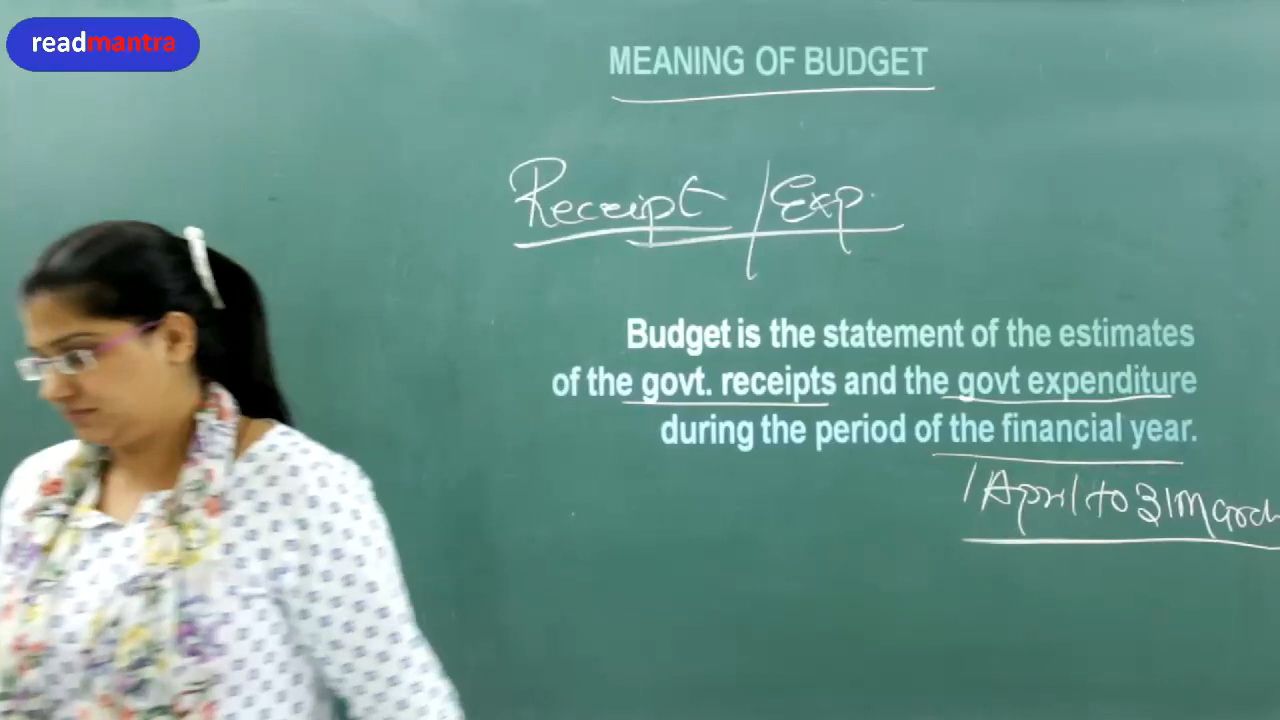 readmantra
MEANING OF BUDGET
Receipt / Exp.
Budget is the statement of the estimates
of the govt. receipts and the govt expenditure
during the period of the financial year.
1 April to 31 March